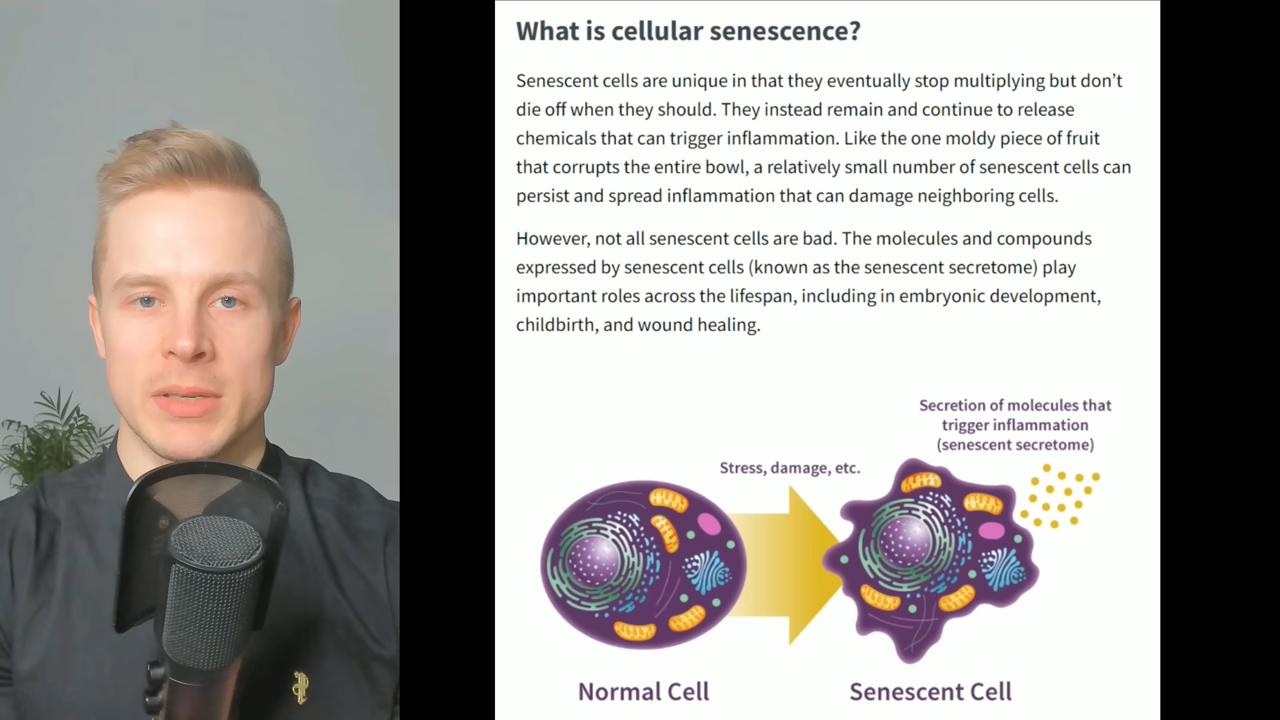 What is cellular senescence?
Senescent cells are unique in that they eventually stop multiplying but don’t
die off when they should. They instead remain and continue to release
chemicals that can trigger inflammation. Like the one moldy piece of fruit
that corrupts the entire bowl, a relatively small number of senescent cells can
persist and spread inflammation that can damage neighboring cells.
However, not all senescent cells are bad. The molecules and compounds
expressed by senescent cells (known as the senescent secretome) play
important roles across the lifespan, including in embryonic development,
childbirth, and wound healing.
Secretion of molecules that
trigger inflammation
(senescent secretome)
Stress, damage, etc.
Normal Cell
Senescent Cell